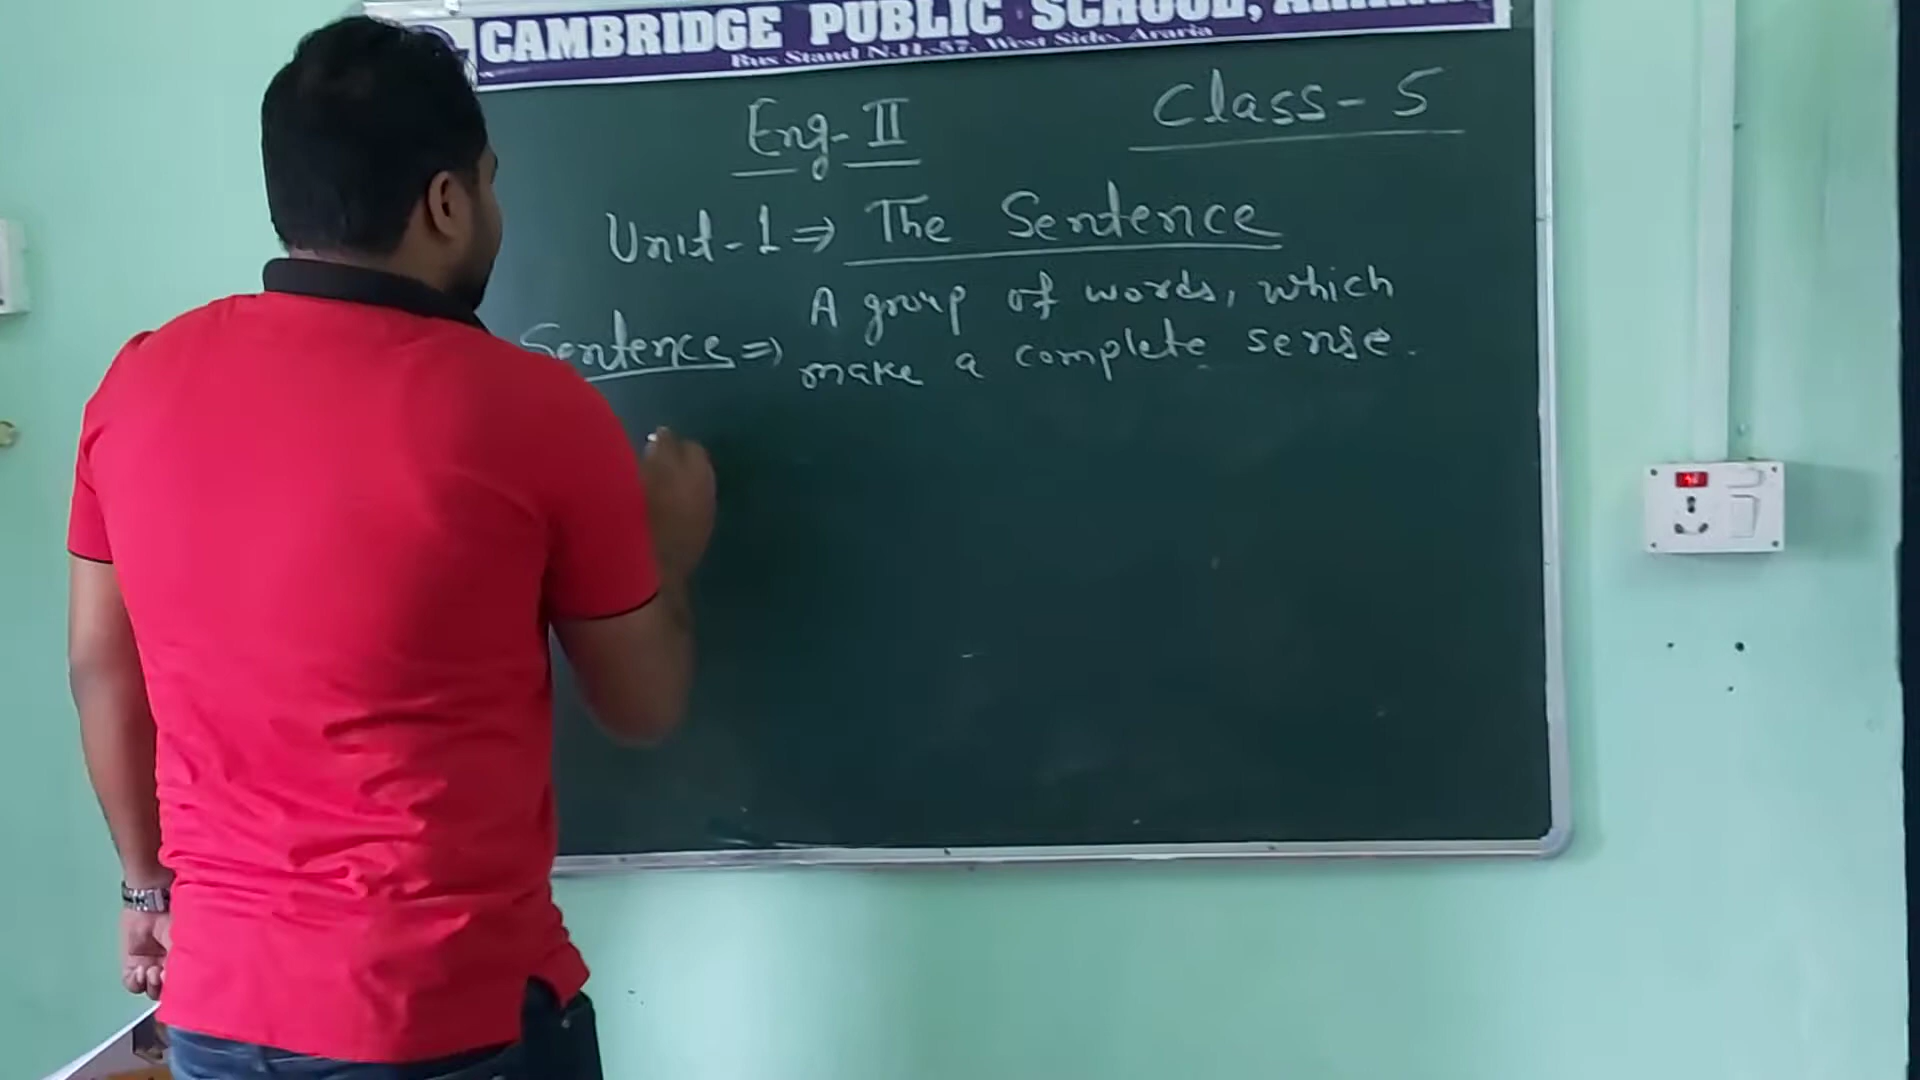 CAMBRIDGE PUBLIC SCHOOL,
Bus Stand N.H.-57, West Side, Araria
Eng-II
Class-5
Unit-1 ⇒ The Sentence
Sentence ⇒ A group of words, which
make a complete sense.